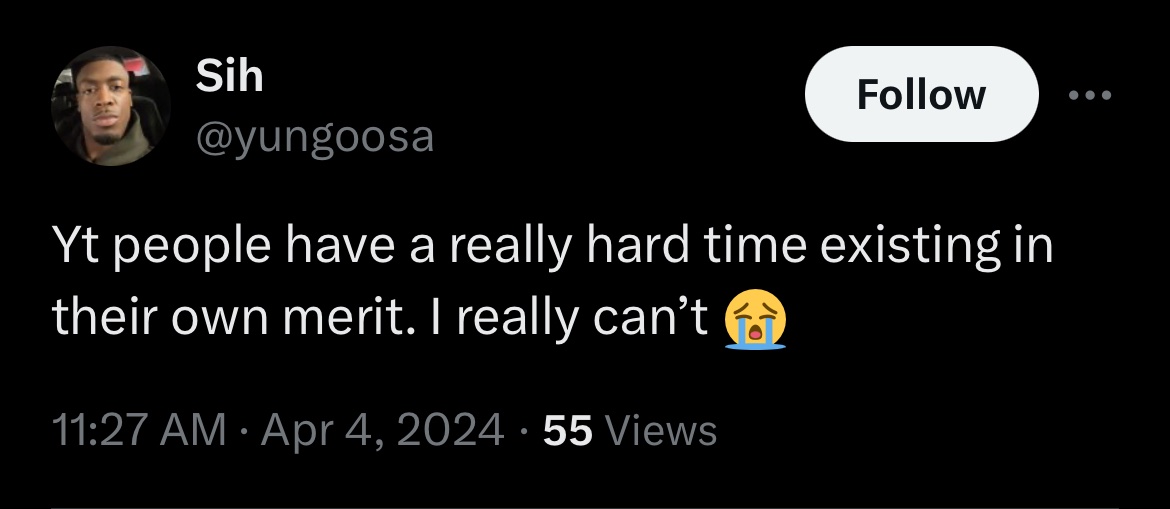 Sih
Follow
@yungoosa
Yt people have a really hard time existing in
their own merit. I really can’t 😭
11:27 AM · Apr 4, 2024 · 55 Views